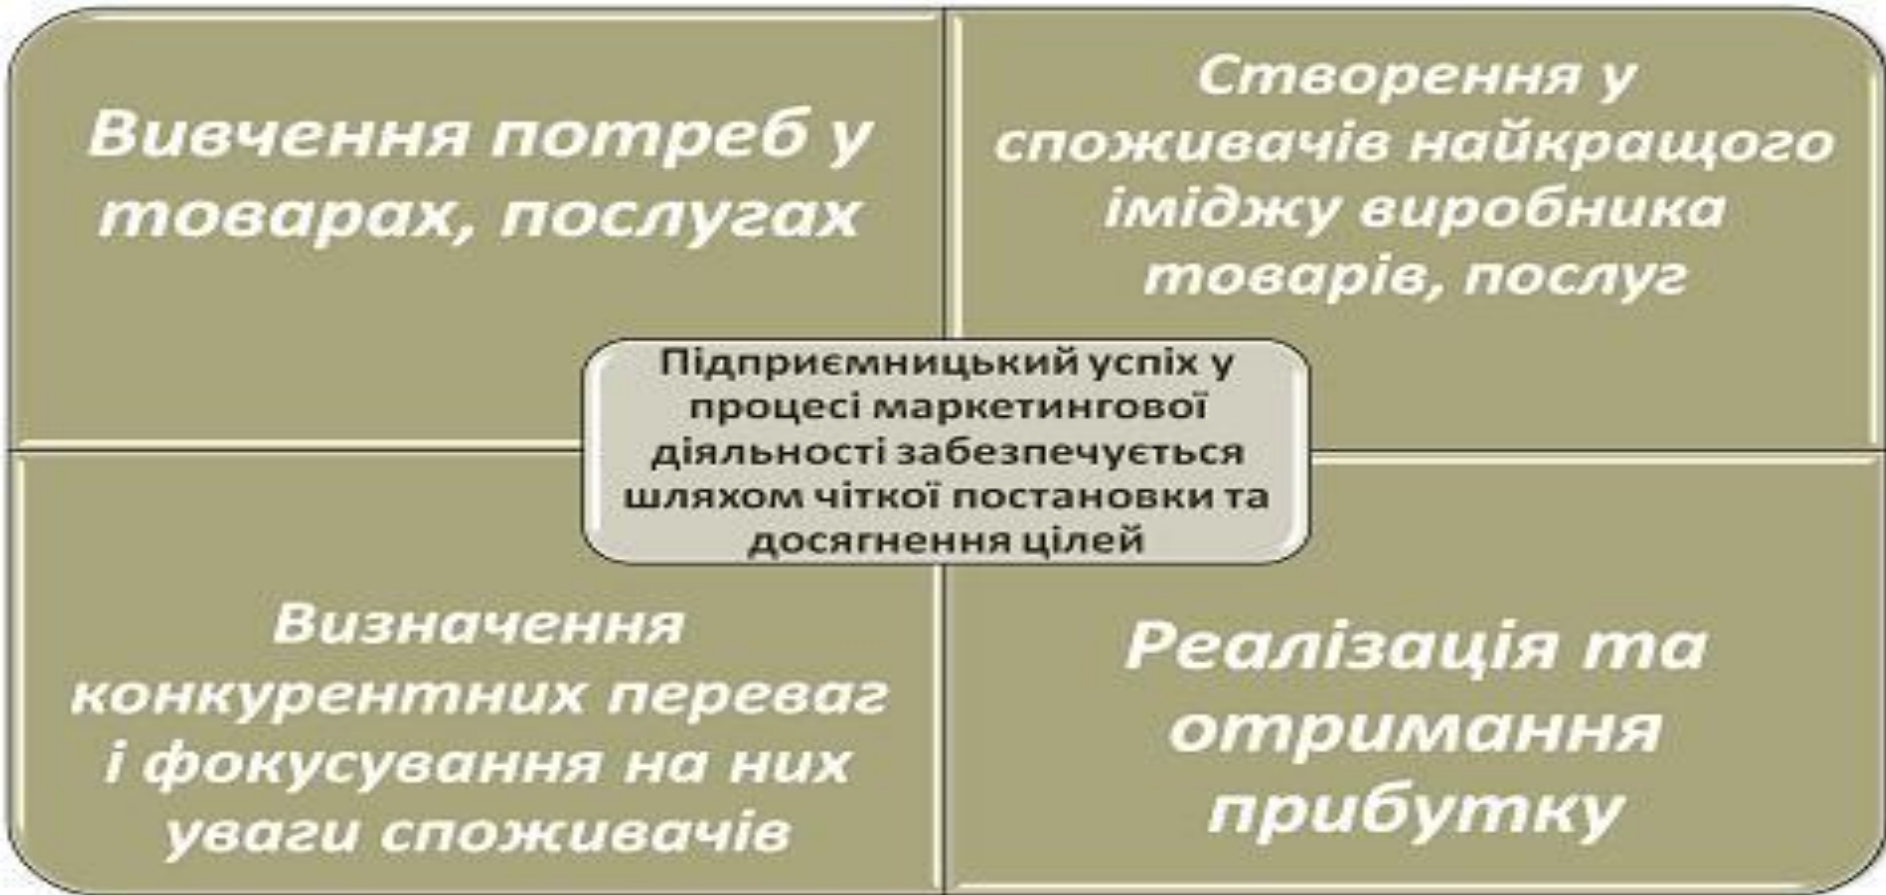 Вивчення потреб у
товарах, послугах
Створення у
споживачів найкращого
іміджу виробника
товарів, послуг
Підприємницький успіх у
процесі маркетингової
діяльності забезпечується
шляхом чіткої постановки та
досягнення цілей
Визначення
конкурентних переваг
і фокусування на них
уваги споживачів
Реалізація та
отримання
прибутку